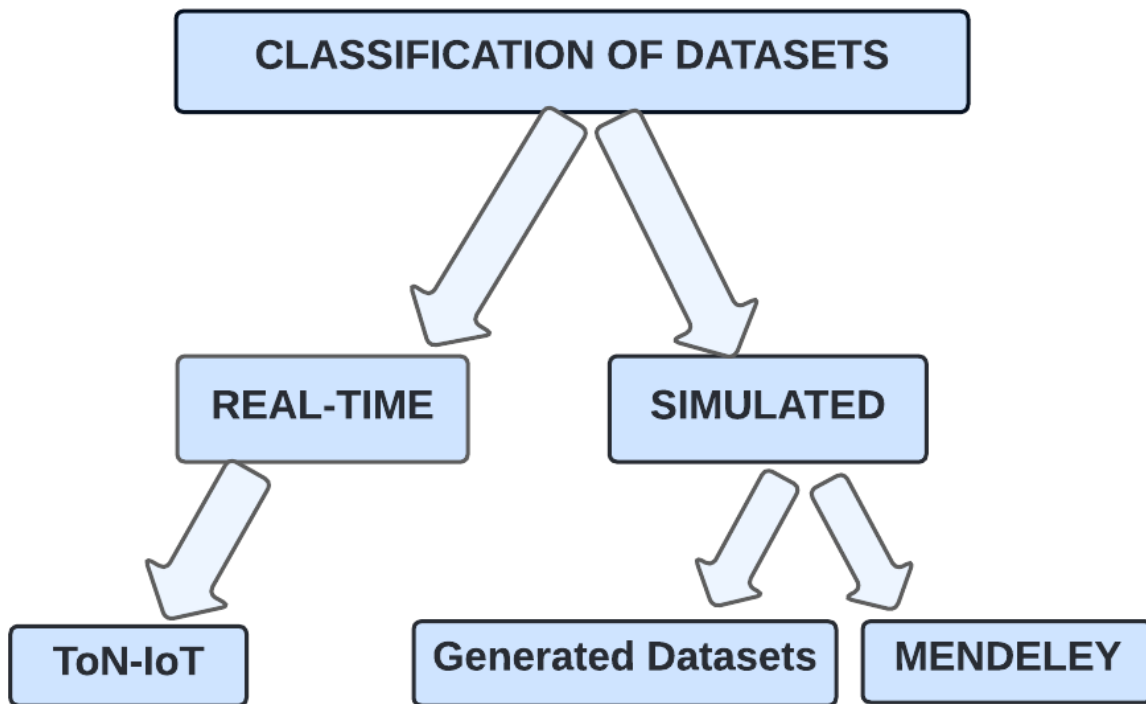 CLASSIFICATION OF DATASETS
REAL-TIME
SIMULATED
ToN-IoT
Generated Datasets
MENDELEY